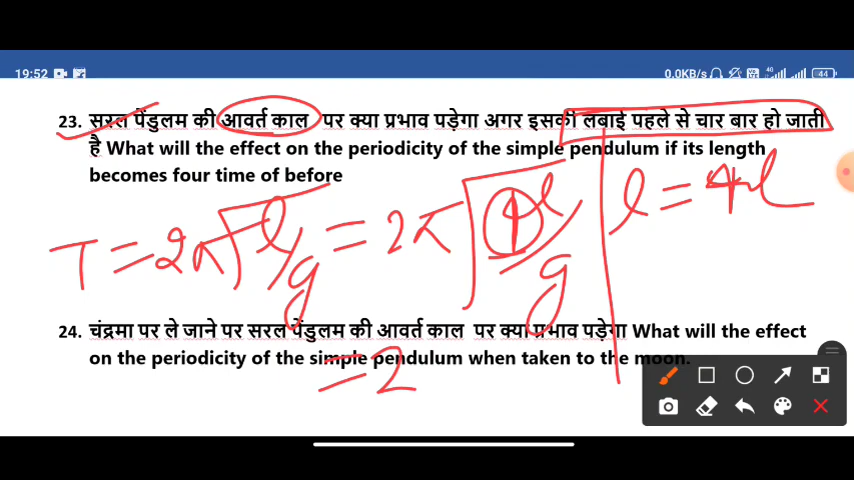 19:52 0.0KB/s 4G 44
23. सरल पेंडुलम की आवर्त काल पर क्या प्रभाव पड़ेगा अगर इसकी लबाई पहले से चार बार हो जाती
है What will the effect on the periodicity of the simple pendulum if its length
becomes four time of before
T = 2π√l/g = 2π√4l/g
l = 4l
24. चंद्रमा पर ले जाने पर सरल पेंडुलम की आवर्त काल पर क्या प्रभाव पड़ेगा What will the effect
on the periodicity of the simple pendulum when taken to the moon.
= 2